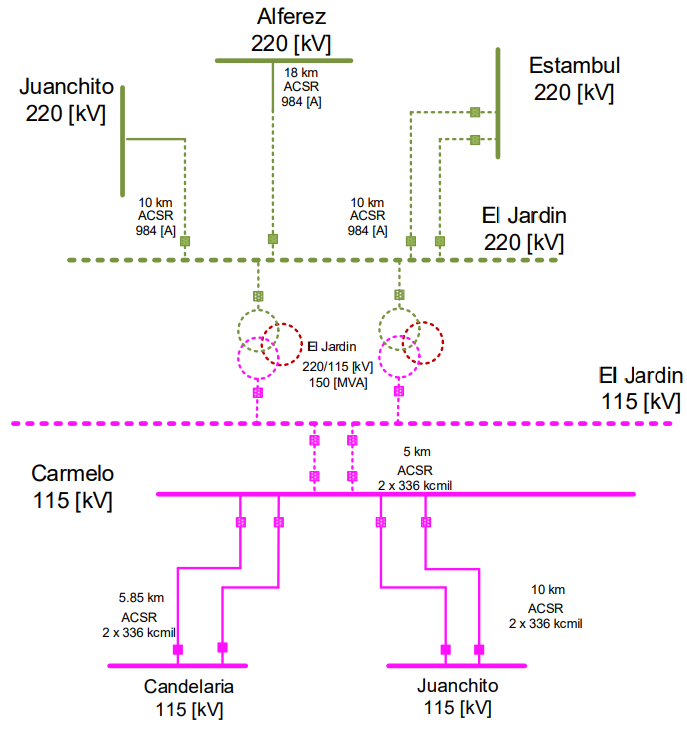 Alferez
220 [kV]
18 km
ACSR
984 [A]
Juanchito
220 [kV]
Estambul
220 [kV]
10 km
ACSR
984 [A]
10 km
ACSR
984 [A]
El Jardin
220 [kV]
El Jardin
220/115 [kV]
150 [MVA]
El Jardin
115 [kV]
5 km
ACSR
2 x 336 kcmil
Carmelo
115 [kV]
5.85 km
ACSR
2 x 336 kcmil
10 km
ACSR
2 x 336 kcmil
Candelaria
115 [kV]
Juanchito
115 [kV]